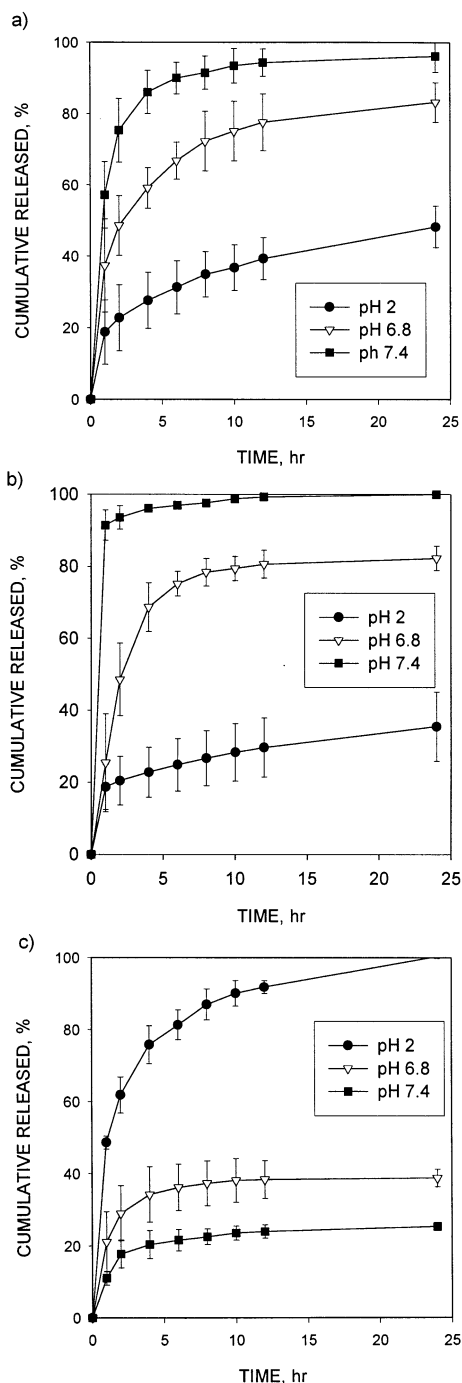 a)
100
80
60
40
20
0
CUMULATIVE RELEASED, %
pH 2
pH 6.8
ph 7.4
0 5 10 15 20 25
TIME, hr
b)
100
80
60
40
20
0
CUMULATIVE RELEASED, %
pH 2
pH 6.8
pH 7.4
0 5 10 15 20 25
TIME, hr
c)
100
80
60
40
20
0
CUMULATIVE RELEASED, %
pH 2
pH 6.8
pH 7.4
0 5 10 15 20 25
TIME, hr